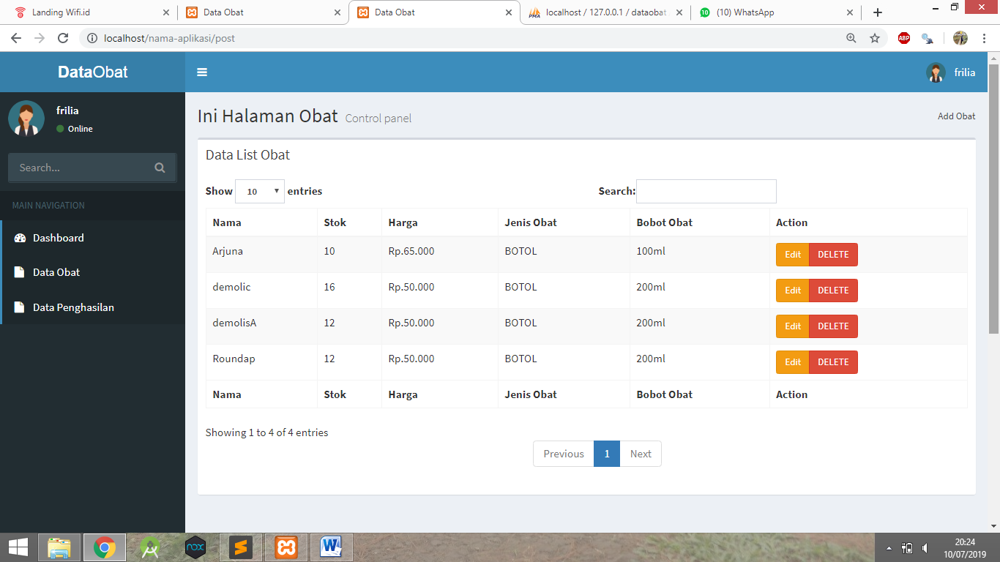 Landing Wifi.id
Data Obat
Data Obat
localhost / 127.0.0.1 / dataobat
10 (10) WhatsApp
localhost/nama-aplikasi/post
ABP
DataObat
frilia
frilia
Online
Ini Halaman Obat Control panel
Add Obat
Search...
Data List Obat
Show 10 entries
Search:
MAIN NAVIGATION
Dashboard
Data Obat
Data Penghasilan
Nama Stok Harga Jenis Obat Bobot Obat Action
Arjuna 10 Rp.65.000 BOTOL 100ml Edit DELETE
demolic 16 Rp.50.000 BOTOL 200ml Edit DELETE
demolisA 12 Rp.50.000 BOTOL 200ml Edit DELETE
Roundap 12 Rp.50.000 BOTOL 200ml Edit DELETE
Nama Stok Harga Jenis Obat Bobot Obat Action
Showing 1 to 4 of 4 entries
Previous 1 Next
nox
20:24
10/07/2019